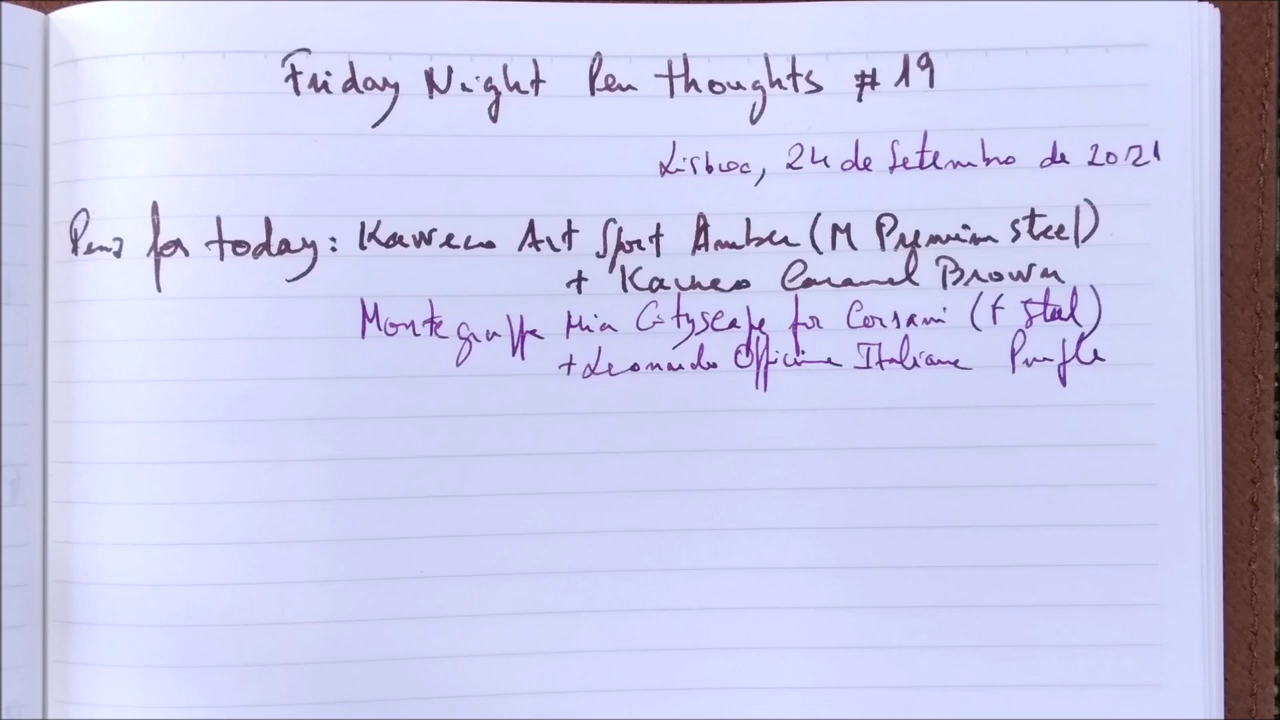 Friday Night Pen thoughts # 19
Lisboa, 24 de Setembro de 2021
Pens for today: Kaweco Art Sport Amber (M Premium steel)
+ Kaweco Caramel Brown
Montegrappa Mia Cityscape for Corsani (F steel)
+ Leonardo Officina Italiana Purple